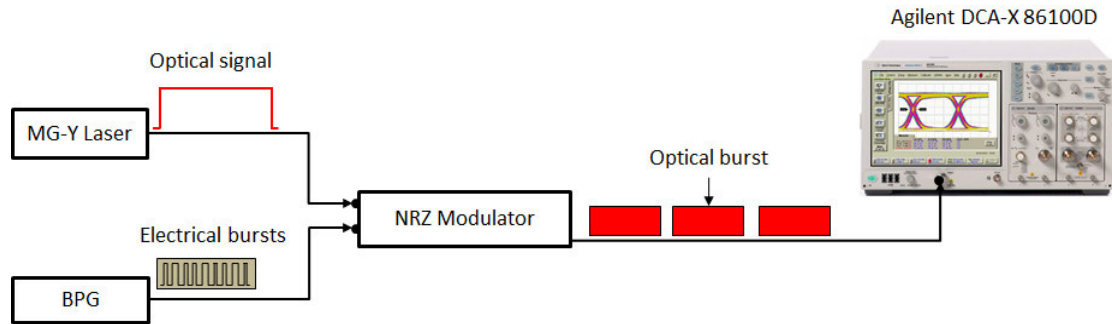 Agilent DCA-X 86100D
Optical signal
MG-Y Laser
Optical burst
NRZ Modulator
Electrical bursts
BPG